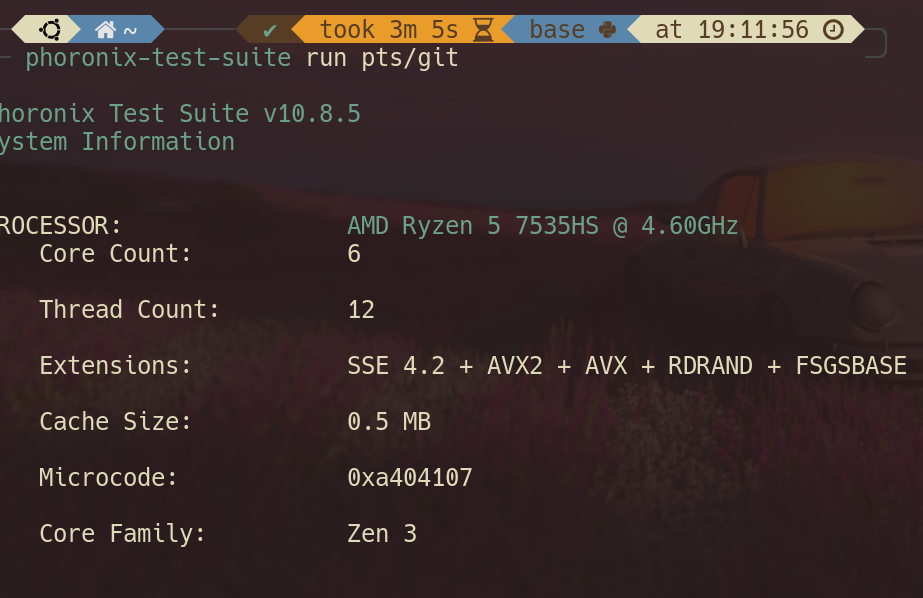 ~ ✔ took 3m 5s base at 19:11:56
phoronix-test-suite run pts/git
horonix Test Suite v10.8.5
ystem Information
ROCESSOR: AMD Ryzen 5 7535HS @ 4.60GHz
Core Count: 6
Thread Count: 12
Extensions: SSE 4.2 + AVX2 + AVX + RDRAND + FSGSBASE
Cache Size: 0.5 MB
Microcode: 0xa404107
Core Family: Zen 3